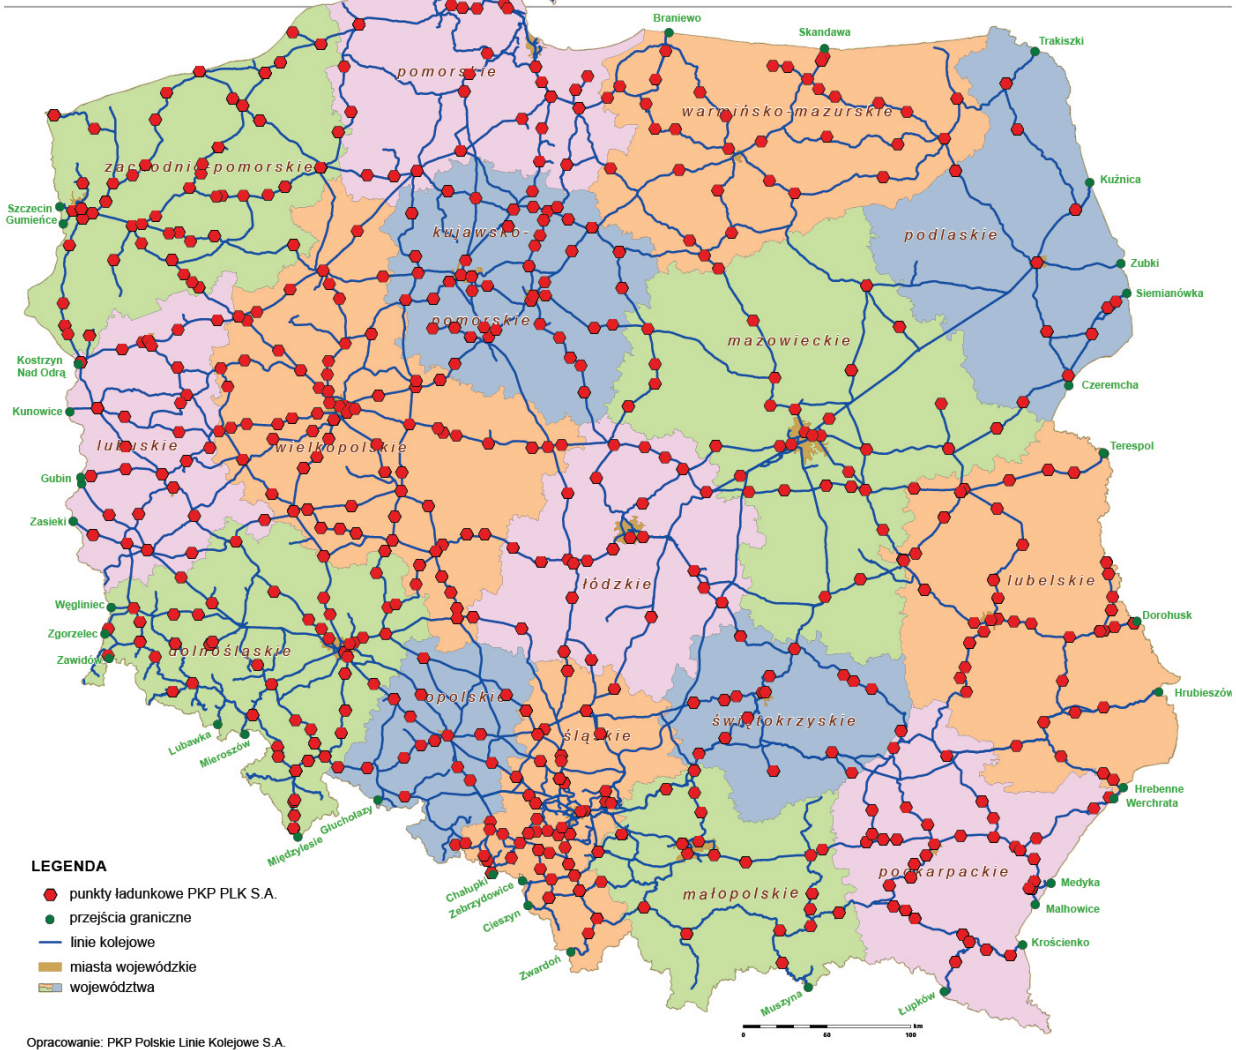 Braniewo
Skandawa
Trakiszki
pomorskie
warmińsko-mazurskie
zachodnio-pomorskie
Kuźnica
Szczecin
Gumieńce
kujawsko-
podlaskie
Zubki
Siemianówka
pomorskie
mazowieckie
Kostrzyn
Nad Odrą
Czeremcha
Kunowice
lubuskie
wielkopolskie
Terespol
Gubin
Zasieki
łódzkie
lubelskie
Węgliniec
Dorohusk
Zgorzelec
dolnośląskie
Zawidów
opolskie
Hrubieszów
Lubawka
Mieroszów
śląskie
świętokrzyskie
Hrebenne
Werchrata
Głuchołazy
Międzylesie
LEGENDA
punkty ładunkowe PKP PLK S.A.
przejścia graniczne
linie kolejowe
miasta wojewódzkie
województwa
Chałupki
Zebrzydowice
Cieszyn
małopolskie
podkarpackie
Medyka
Malhowice
Krościenko
Zwardoń
Muszyna
Łupków
km
0 50 100
Opracowanie: PKP Polskie Linie Kolejowe S.A.